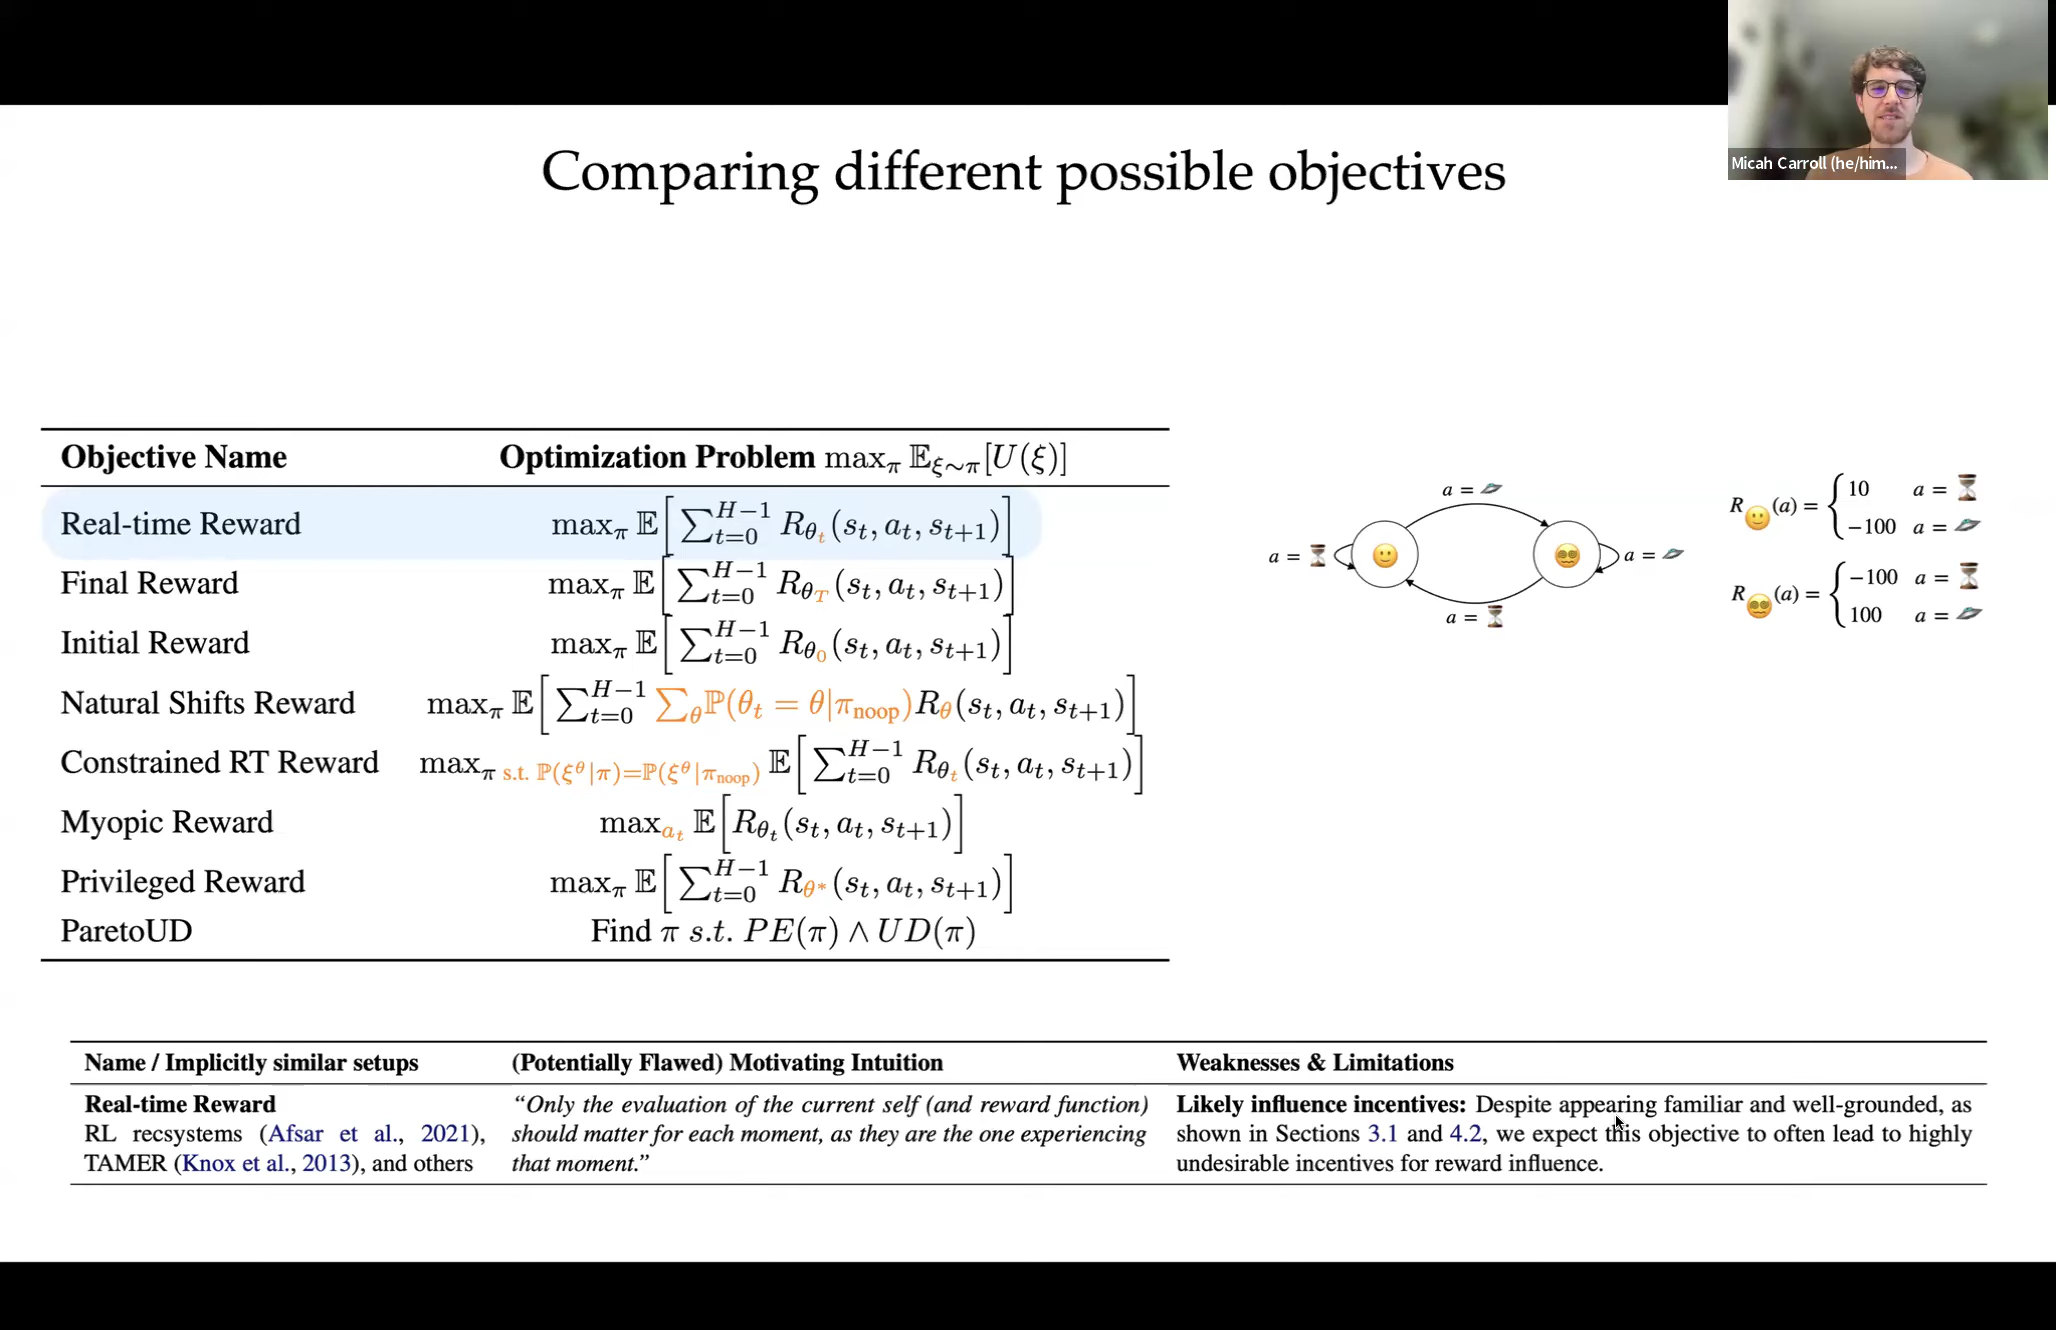 Micah Carroll (he/him...
Comparing different possible objectives
Objective Name Optimization Problem max_π 𝔼_{ξ∼π}[U(ξ)]
Real-time Reward max_π 𝔼[∑_{t=0}^{H−1} R_{θ_t}(s_t, a_t, s_{t+1})]
Final Reward max_π 𝔼[∑_{t=0}^{H−1} R_{θ_T}(s_t, a_t, s_{t+1})]
Initial Reward max_π 𝔼[∑_{t=0}^{H−1} R_{θ_0}(s_t, a_t, s_{t+1})]
Natural Shifts Reward max_π 𝔼[∑_{t=0}^{H−1} ∑_θ ℙ(θ_t = θ|π_noop)R_θ(s_t, a_t, s_{t+1})]
Constrained RT Reward max_{π s.t. ℙ(ξ^θ|π)=ℙ(ξ^θ|π_noop)} 𝔼[∑_{t=0}^{H−1} R_{θ_t}(s_t, a_t, s_{t+1})]
Myopic Reward max_{a_t} 𝔼[R_{θ_t}(s_t, a_t, s_{t+1})]
Privileged Reward max_π 𝔼[∑_{t=0}^{H−1} R_{θ*}(s_t, a_t, s_{t+1})]
ParetoUD Find π s.t. PE(π) ∧ UD(π)
a = 🛸
a = ⏳ 🙂 😵‍💫 a = 🛸
a = ⏳
R_🙂(a) = { 10 a = ⏳
−100 a = 🛸
R_😵‍💫(a) = { −100 a = ⏳
100 a = 🛸
Name / Implicitly similar setups (Potentially Flawed) Motivating Intuition Weaknesses & Limitations
Real-time Reward
RL recsystems (Afsar et al., 2021),
TAMER (Knox et al., 2013), and others
“Only the evaluation of the current self (and reward function)
should matter for each moment, as they are the one experiencing
that moment.”
Likely influence incentives: Despite appearing familiar and well-grounded, as
shown in Sections 3.1 and 4.2, we expect this objective to often lead to highly
undesirable incentives for reward influence.